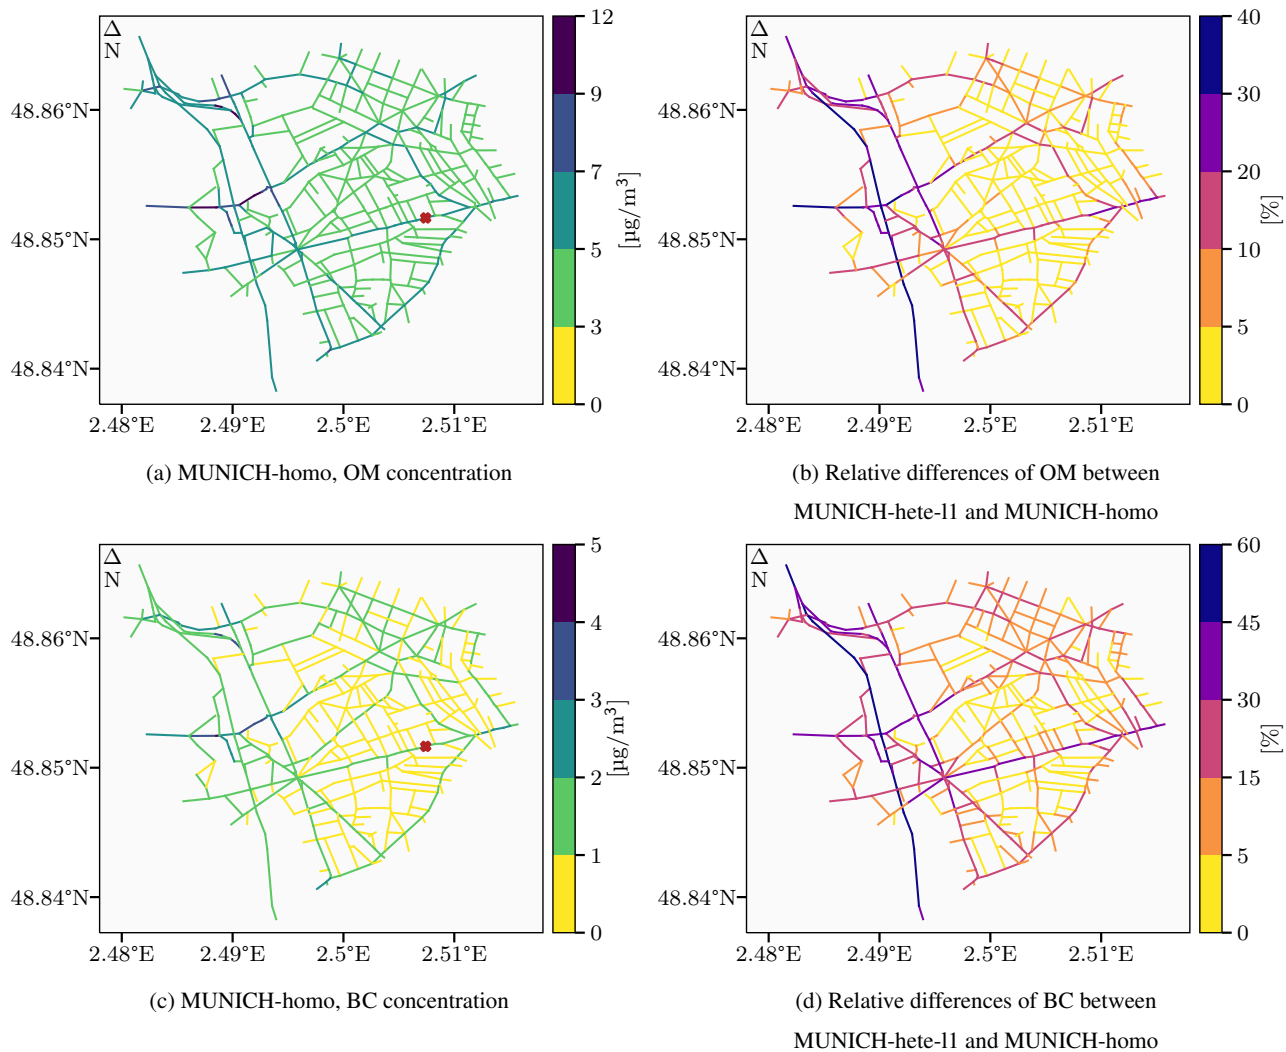 Δ
N
48.86°N
48.85°N
48.84°N
2.48°E 2.49°E 2.5°E 2.51°E
12
9
7
5
3
0
[µg/m³]
(a) MUNICH-homo, OM concentration
Δ
N
2.48°E 2.49°E 2.5°E 2.51°E
48.86°N
48.85°N
48.84°N
40
30
20
10
5
0
[%]
(b) Relative differences of OM between
MUNICH-hete-l1 and MUNICH-homo
Δ
N
48.86°N
48.85°N
48.84°N
2.48°E 2.49°E 2.5°E 2.51°E
5
4
3
2
1
0
[µg/m³]
(c) MUNICH-homo, BC concentration
Δ
N
48.86°N
48.85°N
48.84°N
2.48°E 2.49°E 2.5°E 2.51°E
60
45
30
15
5
0
[%]
(d) Relative differences of BC between
MUNICH-hete-l1 and MUNICH-homo